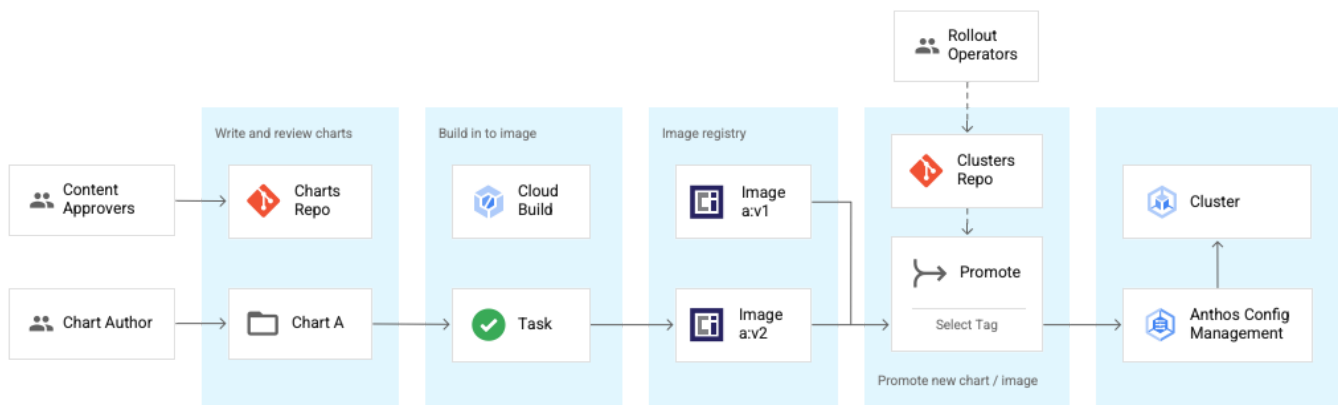 Rollout
Operators
Write and review charts
Build in to image
Image registry
Content
Approvers
Charts
Repo
Cloud
Build
Image
a:v1
Clusters
Repo
Cluster
Promote
Select Tag
Chart Author
Chart A
Task
Image
a:v2
Anthos Config
Management
Promote new chart / image